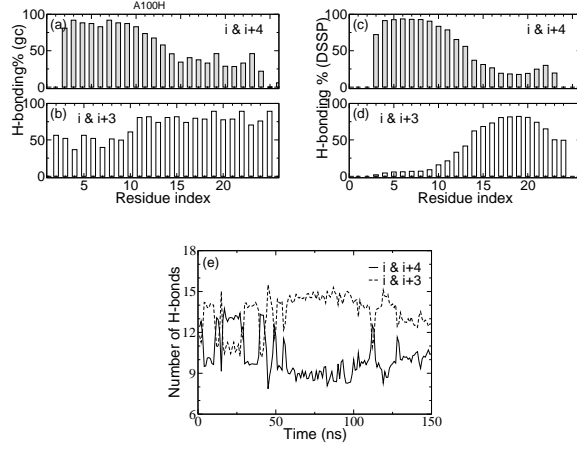 A100H
(a) i & i+4
100
50
0
H-bonding% (gc)
(b) i & i+3
100
50
0
5 10 15 20
Residue index
(c) i & i+4
100
50
0
H-bonding % (DSSP)
(d) i & i+3
100
50
0
0 5 10 15 20
Residue index
(e)
i & i+4
i & i+3
18
15
12
9
6
Number of H-bonds
0 50 100 150
Time (ns)